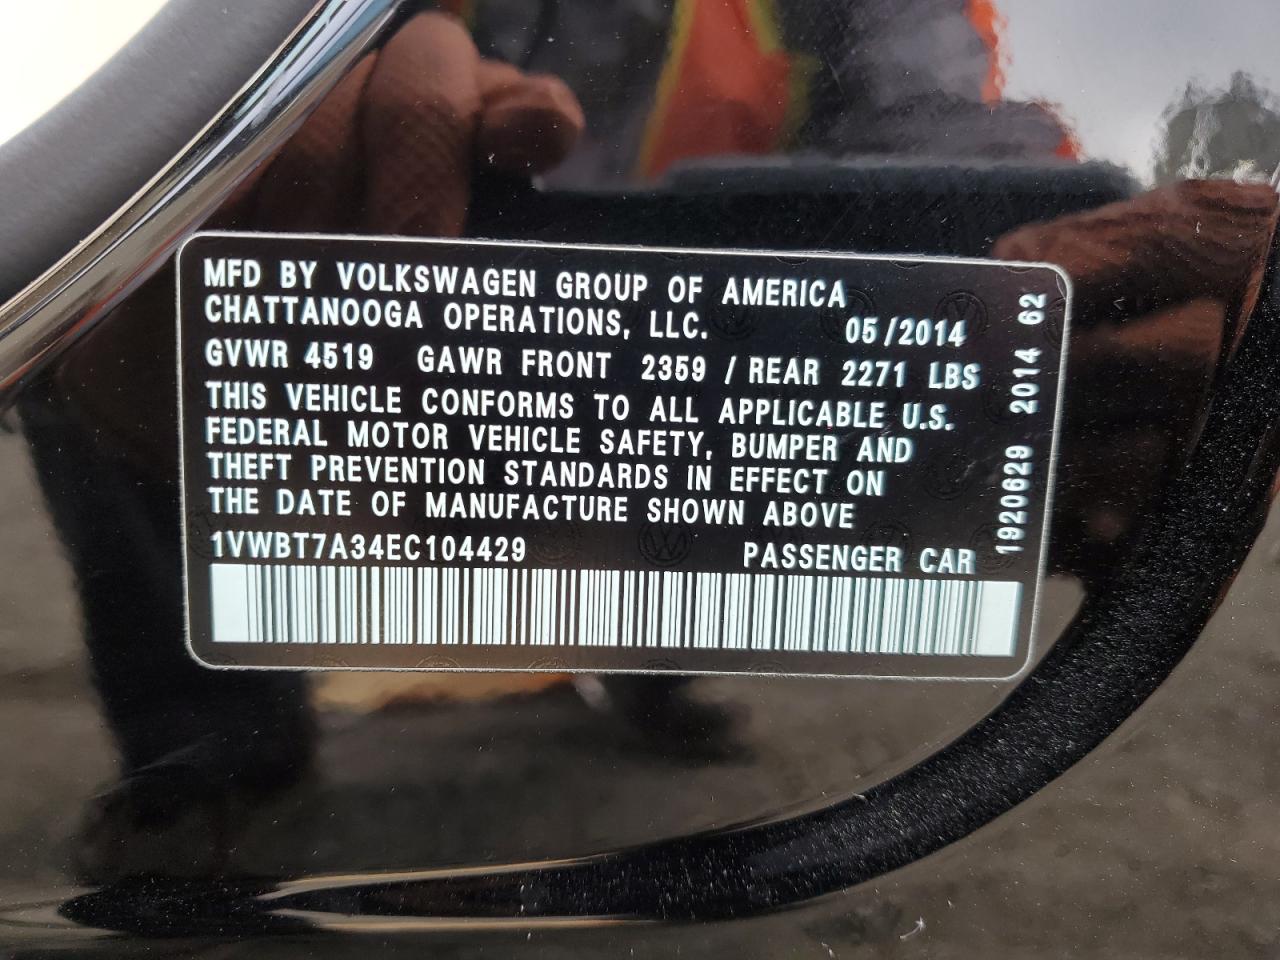 MFD BY VOLKSWAGEN GROUP OF AMERICA
CHATTANOOGA OPERATIONS, LLC. 05/2014
GVWR 4519 GAWR FRONT 2359 / REAR 2271 LBS
THIS VEHICLE CONFORMS TO ALL APPLICABLE U.S.
FEDERAL MOTOR VEHICLE SAFETY, BUMPER AND
THEFT PREVENTION STANDARDS IN EFFECT ON
THE DATE OF MANUFACTURE SHOWN ABOVE
1VWBT7A34EC104429 PASSENGER CAR
1920629 2014 62